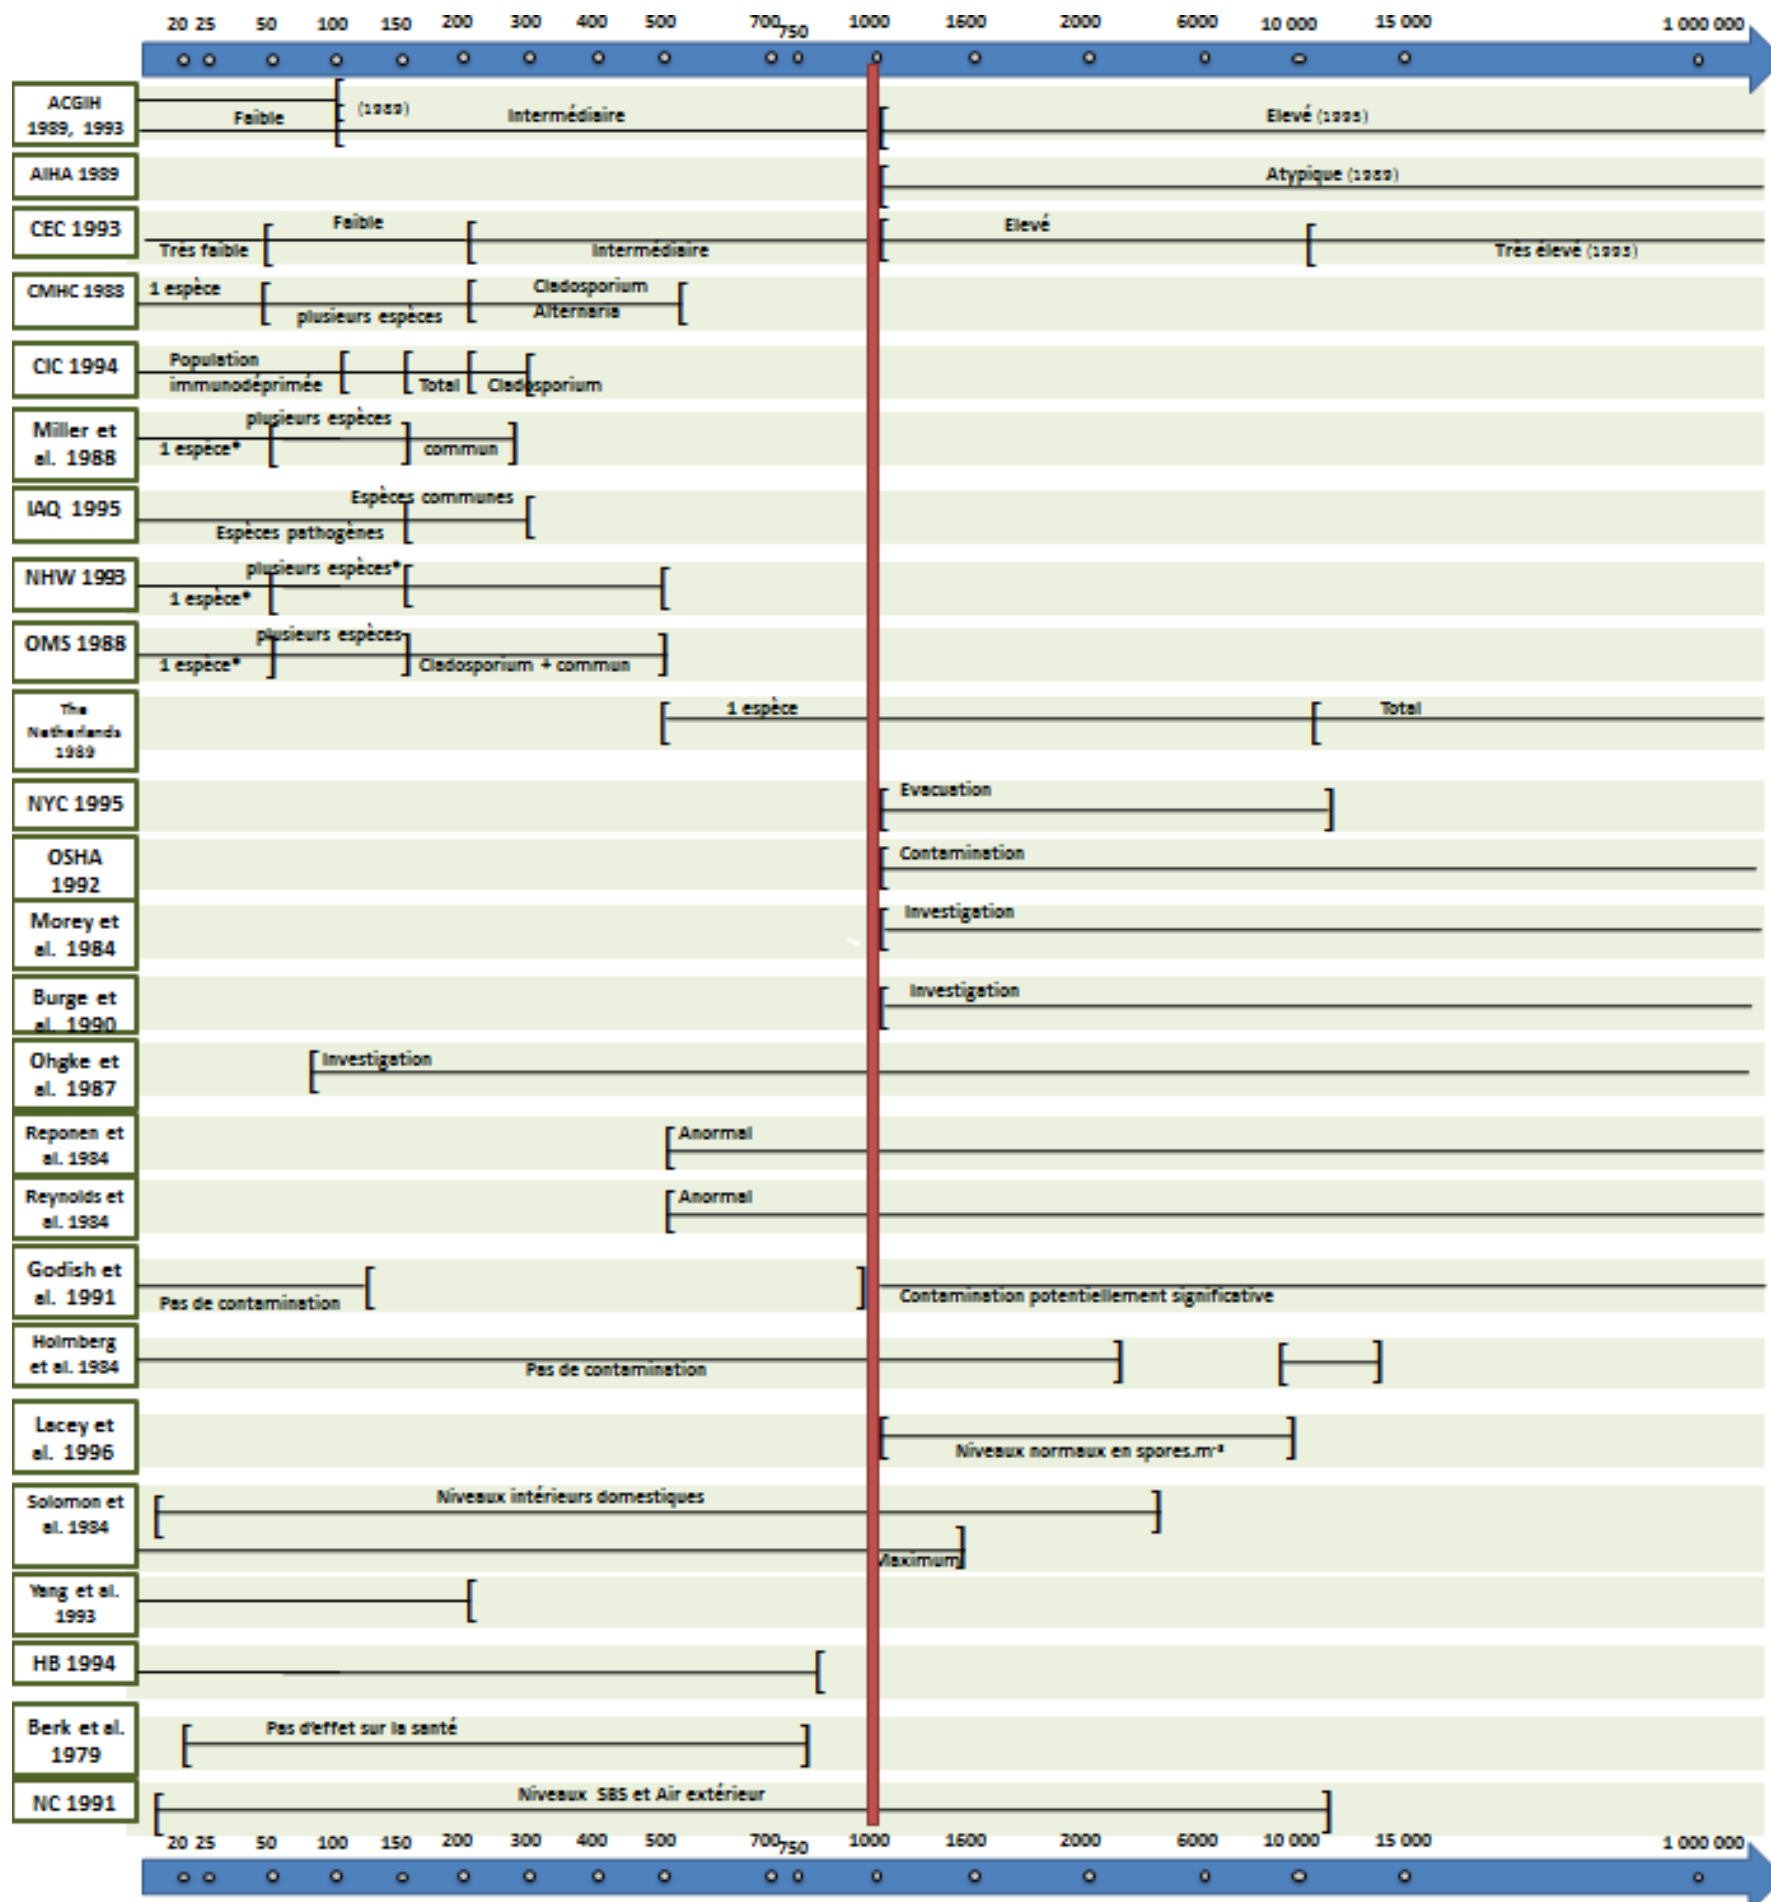 20 25 50 100 150 200 300 400 500 700 750 1000 1600 2000 6000 10 000 15 000 1 000 000
ACGIH
1989, 1993
Faible
(1989)
Intermédiaire
Elevé (1993)
AIHA 1989
Atypique (1989)
CEC 1993
Très faible
Faible
Intermédiaire
Elevé
Très élevé (1993)
CMHC 1988
1 espèce
plusieurs espèces
Cladosporium
Alternaria
CIC 1994
Population
immunodéprimée
Total
Cladosporium
Miller et
al. 1988
1 espèce*
plusieurs espèces
commun
IAQ 1995
Espèces communes
Espèces pathogènes
NHW 1993
1 espèce*
plusieurs espèces*
OMS 1988
1 espèce*
plusieurs espèces
Cladosporium + commun
The
Netherlands
1989
1 espèce
Total
NYC 1995
Evacuation
OSHA
1992
Contamination
Morey et
al. 1984
Investigation
Burge et
al. 1990
Investigation
Ohgke et
al. 1987
Investigation
Reponen et
al. 1984
Anormal
Reynolds et
al. 1984
Anormal
Godish et
al. 1991
Pas de contamination
Contamination potentiellement significative
Holmberg
et al. 1984
Pas de contamination
Lacey et
al. 1996
Niveaux normaux en spores.m⁻³
Solomon et
al. 1984
Niveaux intérieurs domestiques
Maximum
Yang et al.
1993
HB 1994
Berk et al.
1979
Pas d'effet sur la santé
NC 1991
Niveaux SBS et Air extérieur
20 25 50 100 150 200 300 400 500 700 750 1000 1600 2000 6000 10 000 15 000 1 000 000